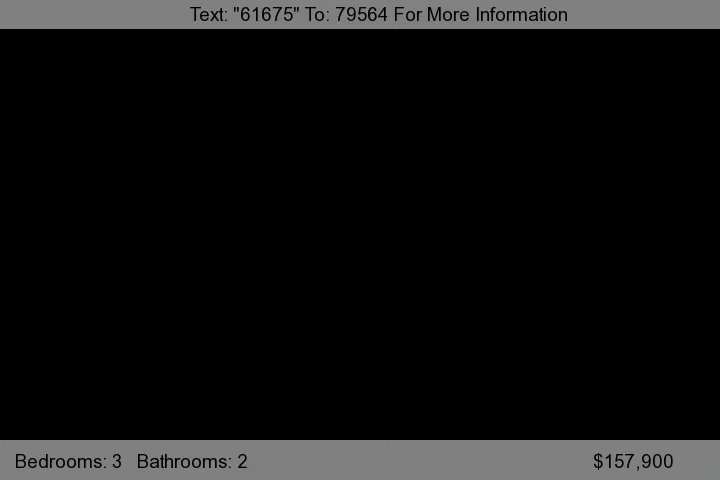 Text: "61675" To: 79564 For More Information
Bedrooms: 3 Bathrooms: 2 $157,900